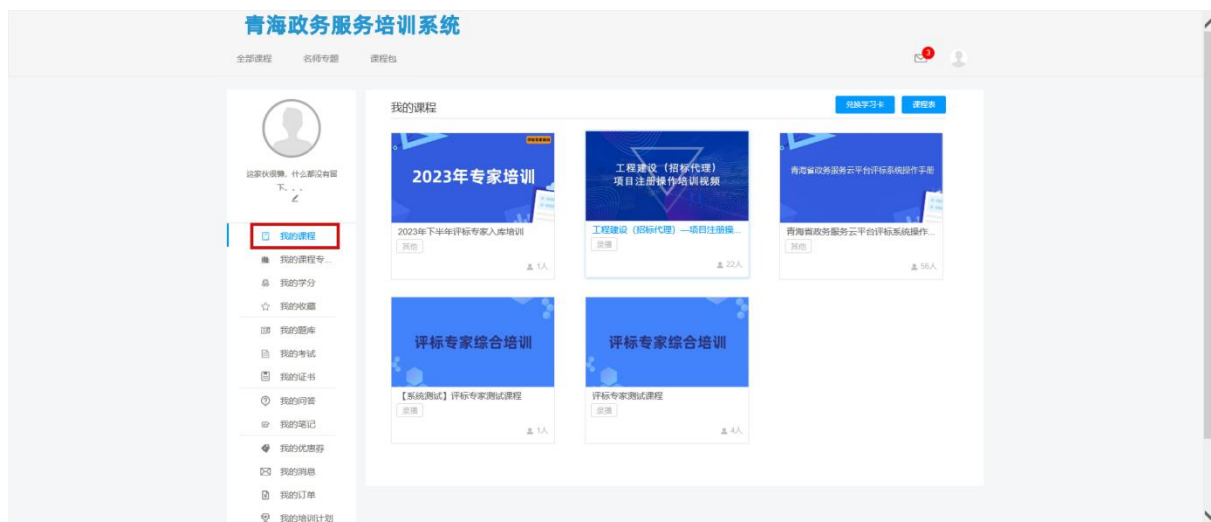 青海政务服务培训系统
全部课程 名师专题 课程包
3
我的课程
兑换学习卡 课程表
这家伙很懒，什么都没有留
下．．．
我的课程
我的课程专...
我的学分
我的收藏
我的题库
我的考试
我的证书
我的问答
我的笔记
我的优惠券
我的消息
我的订单
我的培训计划
2023年专家培训
2023年下半年评标专家入库培训
其他
1人
工程建设（招标代理）
项目注册操作培训视频
工程建设（招标代理）—项目注册操...
录播
22人
青海省政务服务云平台评标系统操作手册
青海省政务服务云平台评标系统操作...
其他
56人
评标专家综合培训
【系统测试】评标专家测试课程
录播
1人
评标专家综合培训
评标专家测试课程
录播
4人